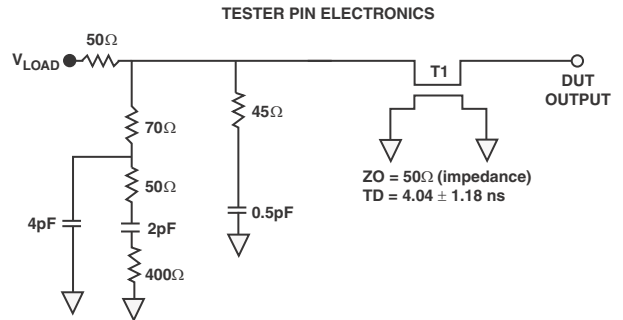 TESTER PIN ELECTRONICS
50Ω
VLOAD
T1
DUT
OUTPUT
70Ω
45Ω
50Ω
ZO = 50Ω (impedance)
TD = 4.04 ± 1.18 ns
4pF
2pF
0.5pF
400Ω